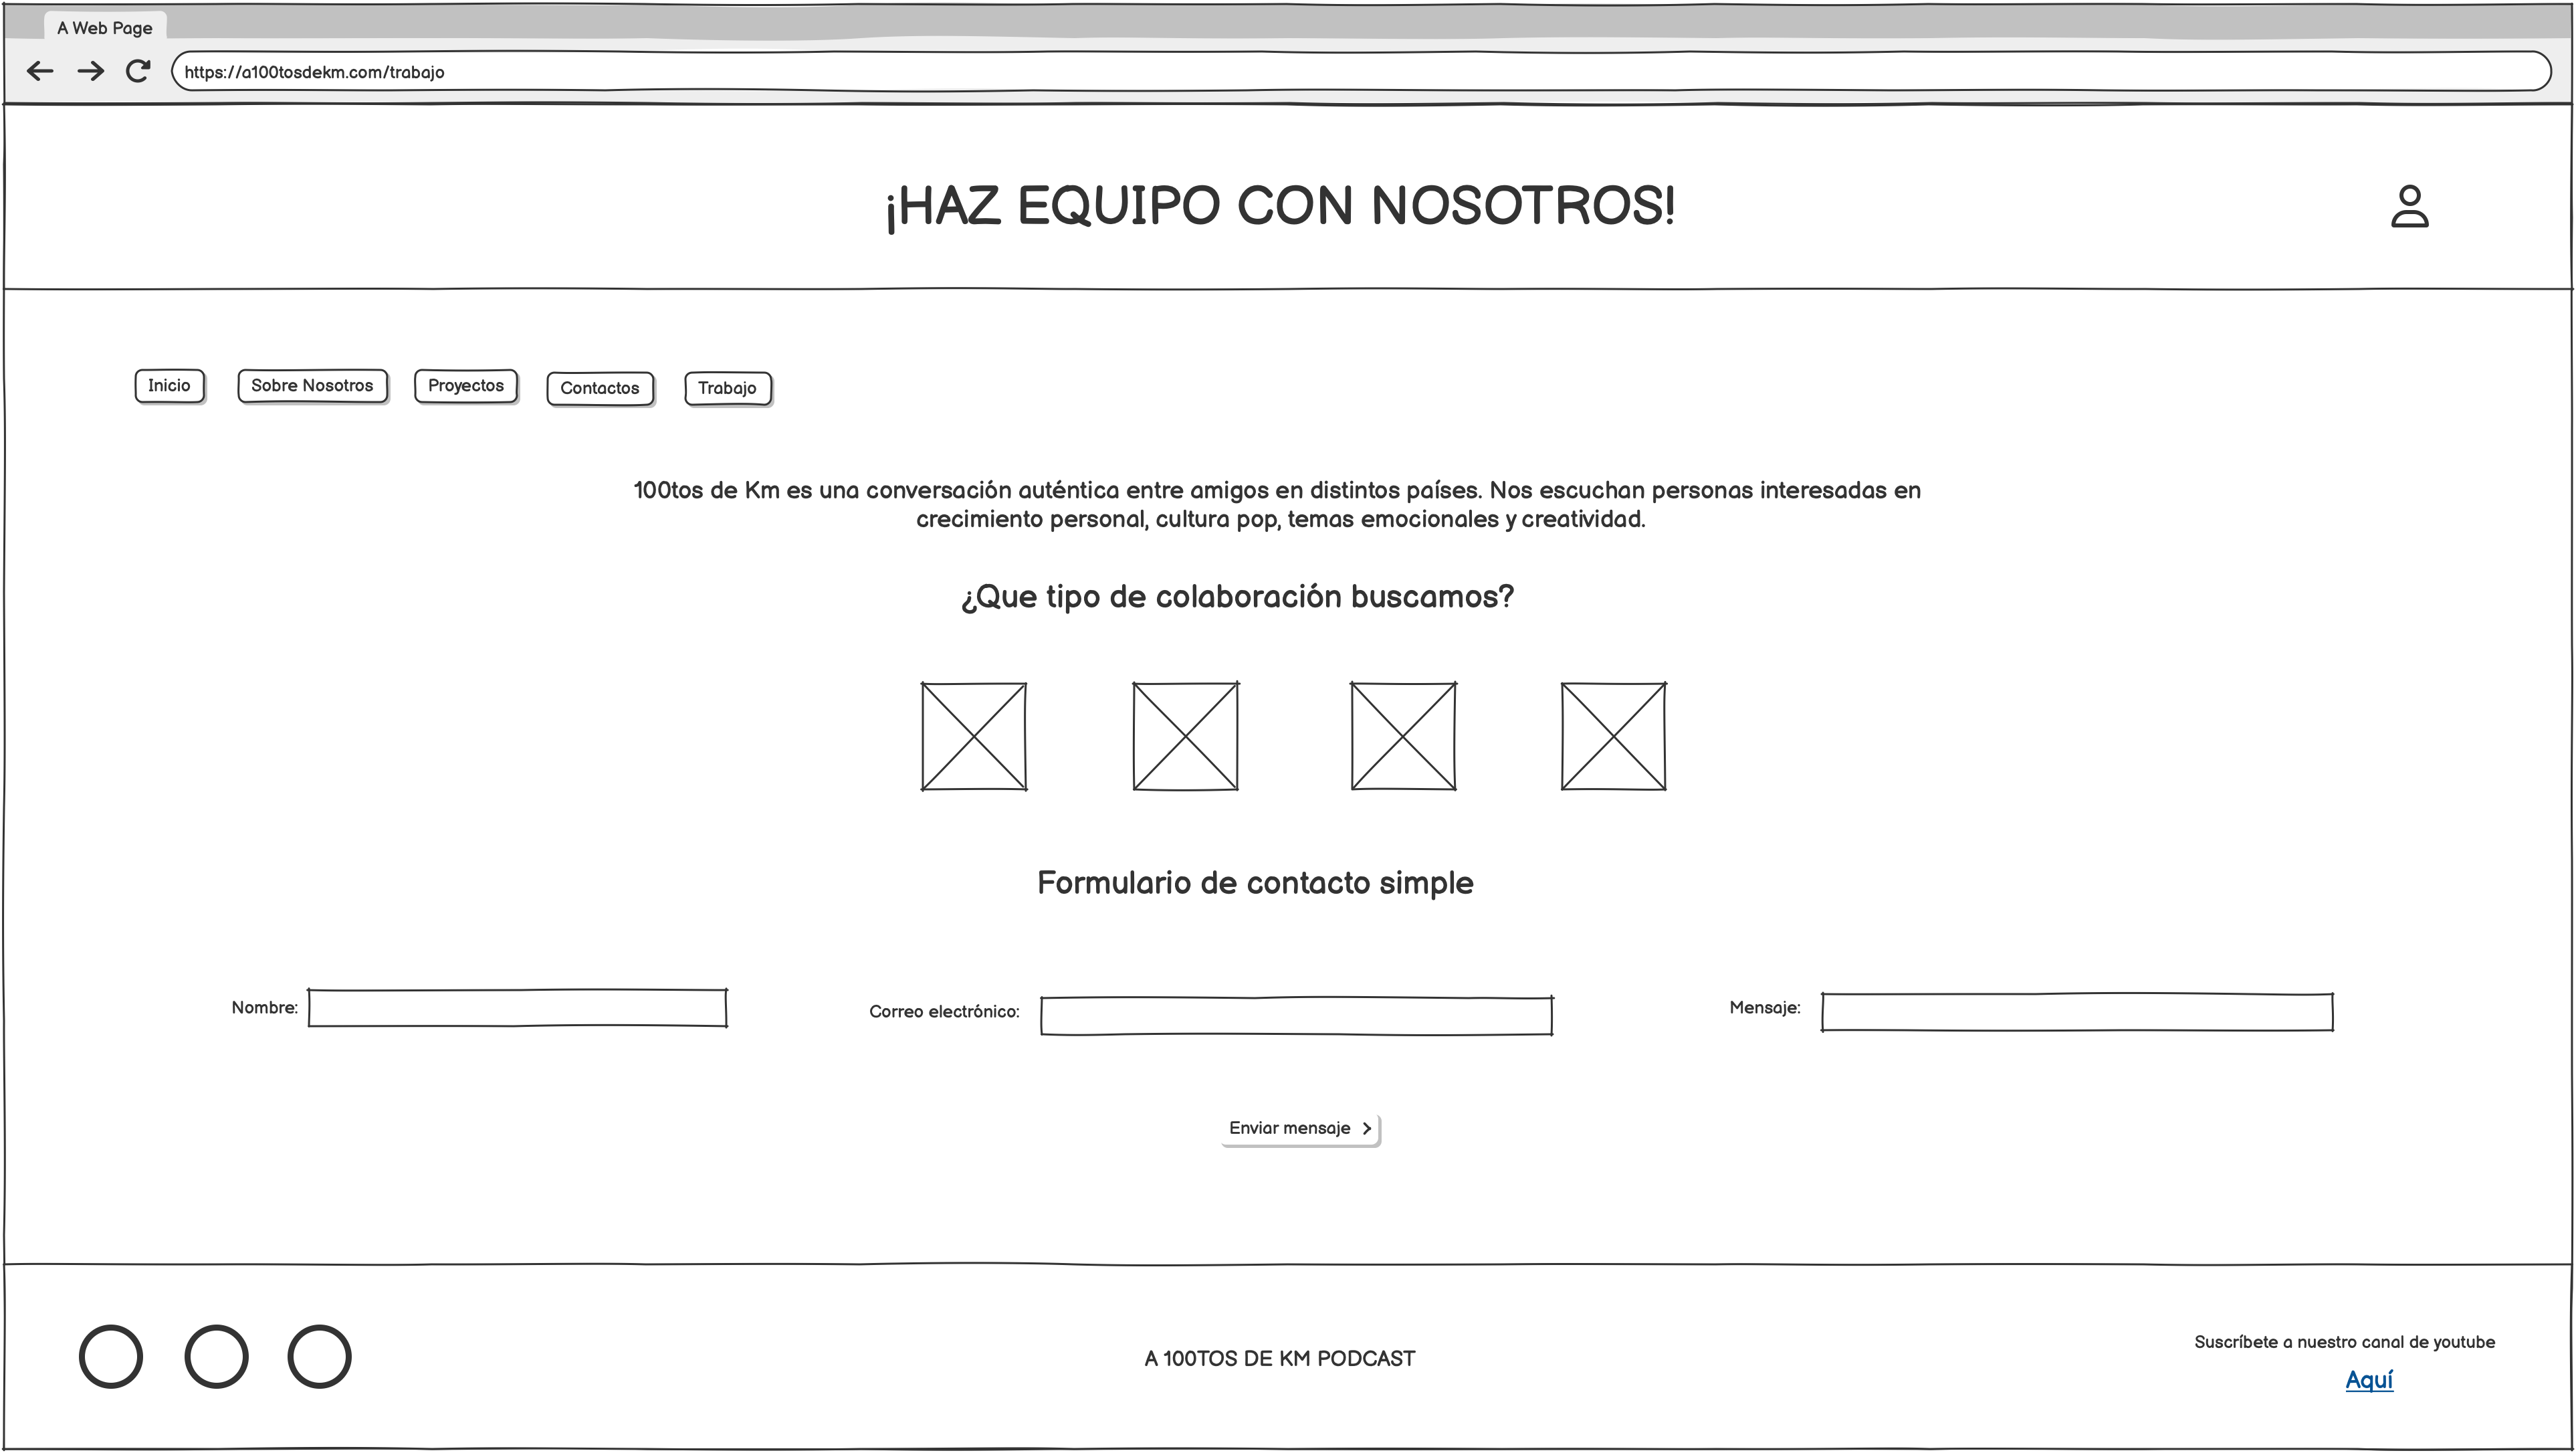 A Web Page
https://a100tosdekm.com/trabajo
¡HAZ EQUIPO CON NOSOTROS!
Inicio
Sobre Nosotros
Proyectos
Contactos
Trabajo
100tos de Km es una conversación auténtica entre amigos en distintos países. Nos escuchan personas interesadas en
crecimiento personal, cultura pop, temas emocionales y creatividad.
¿Que tipo de colaboración buscamos?
Formulario de contacto simple
Nombre:
Correo electrónico:
Mensaje:
Enviar mensaje
A 100TOS DE KM PODCAST
Suscríbete a nuestro canal de youtube
Aquí